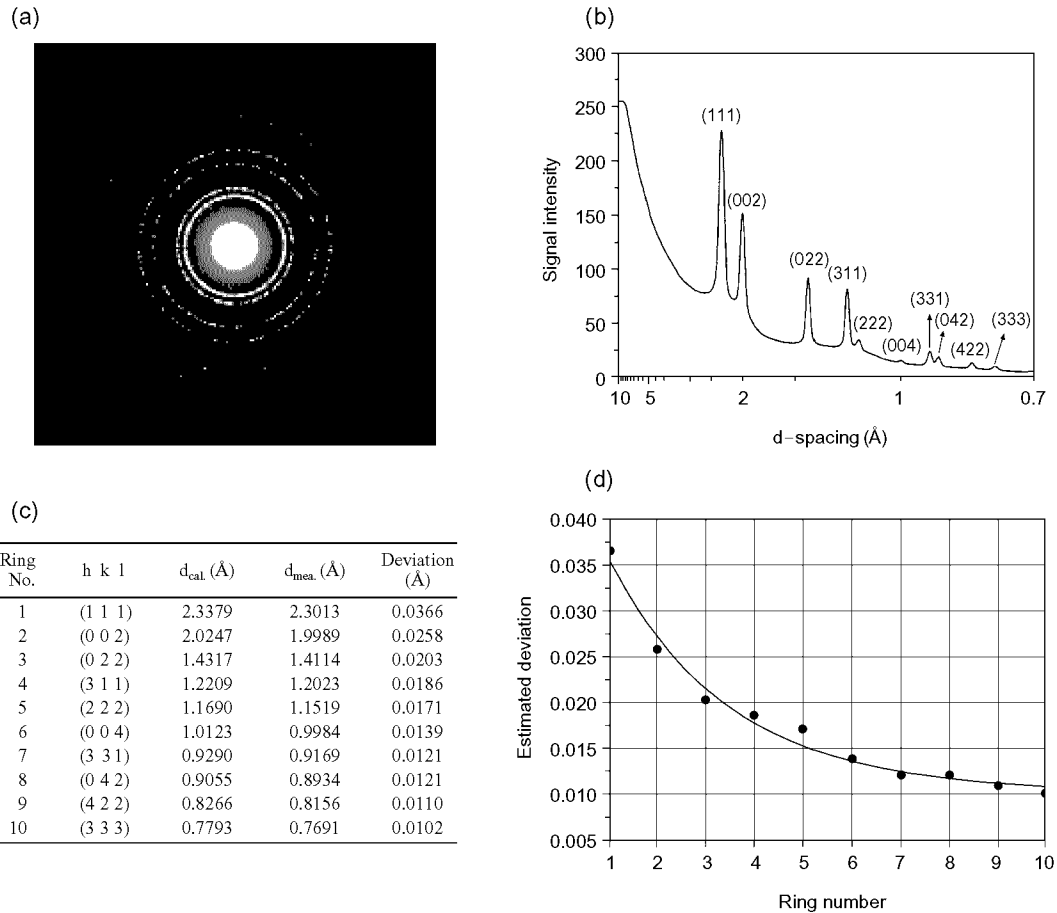 (a)
(b)
300
250
200
150
100
50
0
Signal intensity
(111)
(002)
(022)
(311)
(222)
(004)
(331)
(042)
(422)
(333)
10 5 2 1 0.7
d-spacing (Å)
(c)
Ring No. h k l d_cal. (Å) d_mea. (Å) Deviation (Å)
1 (1 1 1) 2.3379 2.3013 0.0366
2 (0 0 2) 2.0247 1.9989 0.0258
3 (0 2 2) 1.4317 1.4114 0.0203
4 (3 1 1) 1.2209 1.2023 0.0186
5 (2 2 2) 1.1690 1.1519 0.0171
6 (0 0 4) 1.0123 0.9984 0.0139
7 (3 3 1) 0.9290 0.9169 0.0121
8 (0 4 2) 0.9055 0.8934 0.0121
9 (4 2 2) 0.8266 0.8156 0.0110
10 (3 3 3) 0.7793 0.7691 0.0102
(d)
0.040
0.035
0.030
0.025
0.020
0.015
0.010
0.005
Estimated deviation
1 2 3 4 5 6 7 8 9 10
Ring number